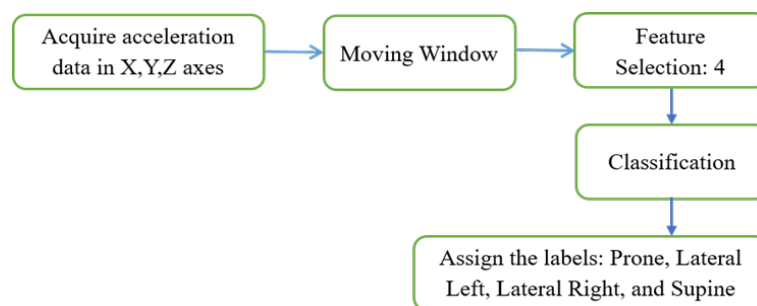 Acquire acceleration
data in X,Y,Z axes
Moving Window
Feature
Selection: 4
Classification
Assign the labels: Prone, Lateral
Left, Lateral Right, and Supine